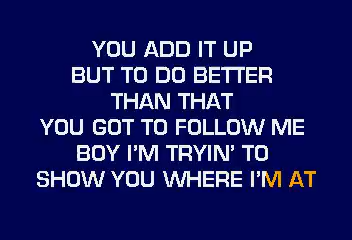 YOU ADD IT UP
BUT TO DO BETTER
THAN THAT
YOU GOT TO FOLLOW ME
BOY I'M TRYIN' TO
SHOW YOU WHERE I'M AT